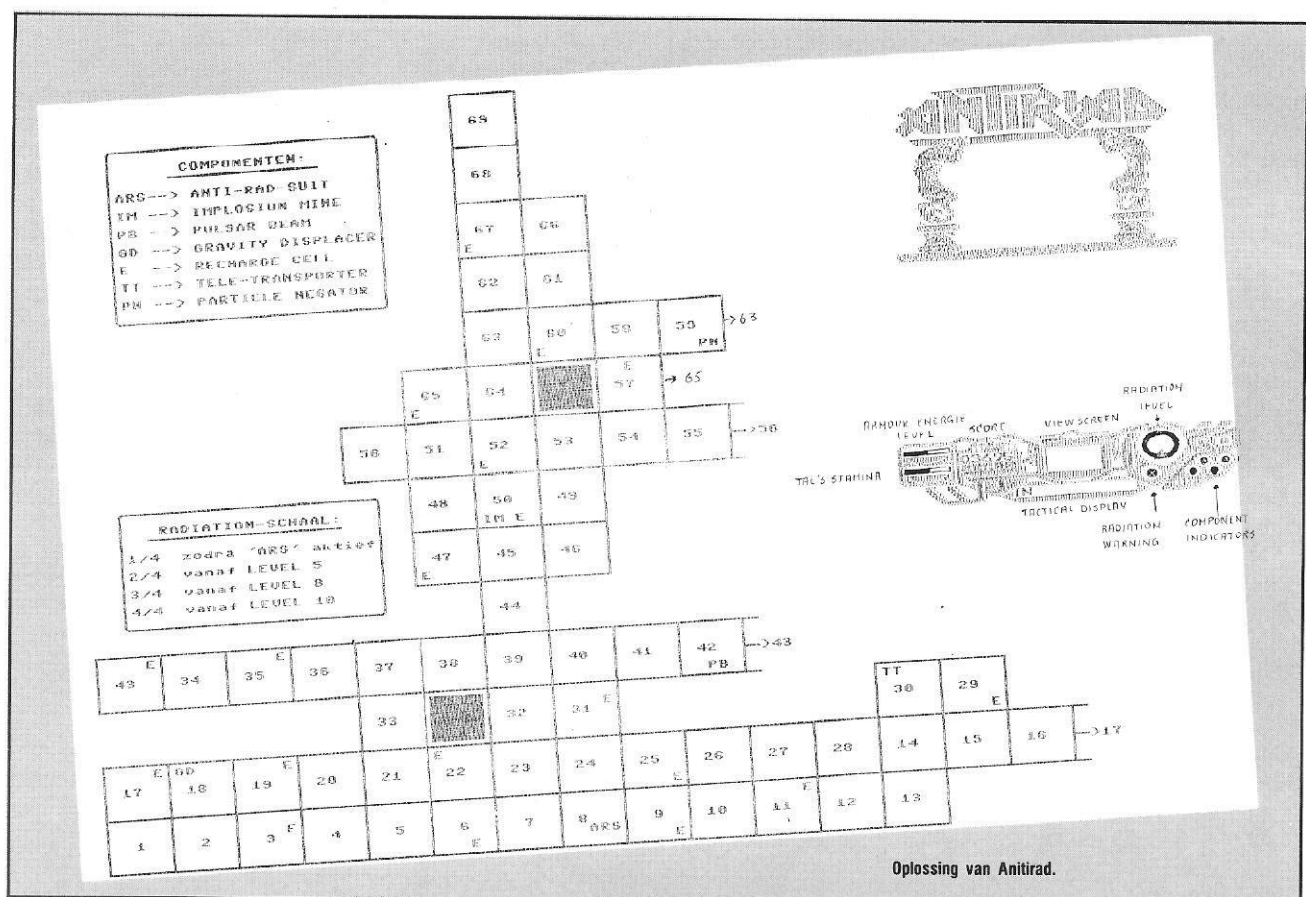 COMPONENTEN:
ARS--> ANTI-RAD SUIT
IM --> IMPLOSION MINE
PB --> PULSAR BEAM
GD --> GRAVITY DISPLACER
E --> RECHARGE CELL
TT --> TELE-TRANSPORTER
PN --> PARTICLE NEGATOR
RADIATION-SCHAAL:
1/4 zodra "ARS" aktief
2/4 vanaf LEVEL 5
3/4 vanaf LEVEL 8
4/4 vanaf LEVEL 10
69
68
67 E 66
62 61
63 60 E 59 58 PN ->63
65 E 64 57 E → 65
56 51 52 E 53 54 55 ->56
48 50 IM E 49
47 E 45 46
44
43 E 34 35 E 36 37 38 39 40 41 42 PB ->43
33 32 31 E
TT 30 29 E
17 E GD 18 19 E 20 21 22 E 23 24 25 E 26 27 28 14 15 16 ->17
1 2 3 E 4 5 6 E 7 8 ARS 9 E 10 11 E 12 13
ANTIRIAD
ARMOUR ENERGIE LEVEL
SCORE
VIEWSCREEN
RADIATION LEVEL
TAL'S STAMINA
TACTICAL DISPLAY
RADIATION WARNING
COMPONENT INDICATORS
Oplossing van Anitirad.